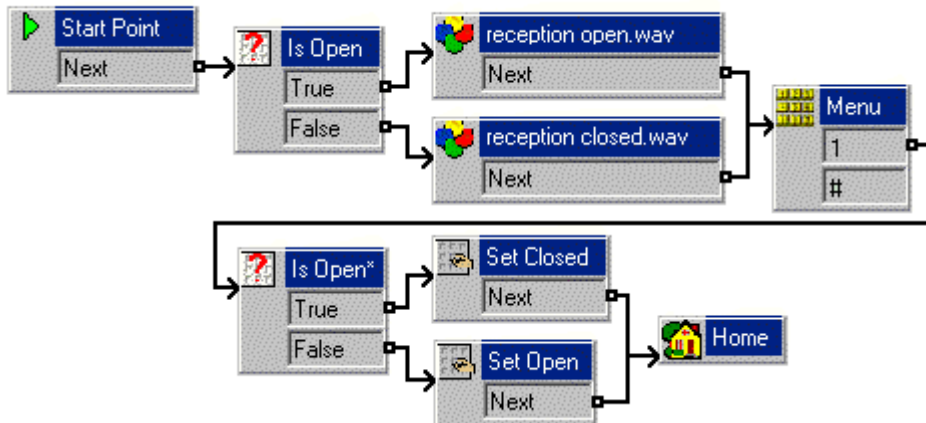 Start Point
Next
Is Open
True
False
reception open.wav
Next
reception closed.wav
Next
Menu
1
#
Is Open*
True
False
Set Closed
Next
Set Open
Next
Home